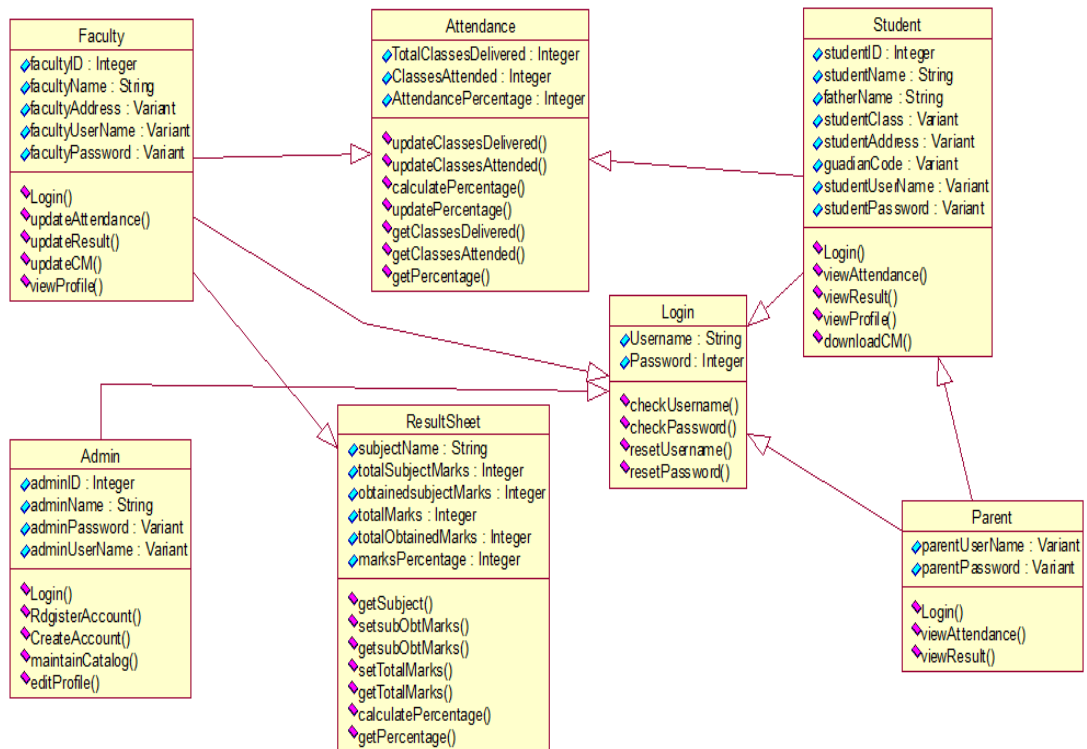 Faculty
facultyID : Integer
facultyName : String
facultyAddress : Variant
facultyUserName : Variant
facultyPassword : Variant
Login()
updateAttendance()
updateResult()
updateCM()
viewProfile()
Attendance
TotalClassesDelivered : Integer
ClassesAttended : Integer
AttendancePercentage : Integer
updateClassesDelivered()
updateClassesAttended()
calculatePercentage()
updatePercentage()
getClassesDelivered()
getClassesAttended()
getPercentage()
Student
studentID : Integer
studentName : String
fatherName : String
studentClass : Variant
studentAddress : Variant
guadianCode : Variant
studentUserName : Variant
studentPassword : Variant
Login()
viewAttendance()
viewResult()
viewProfile()
downloadCM()
Login
Username : String
Password : Integer
checkUsername()
checkPassword()
resetUsername()
resetPassword()
Admin
adminID : Integer
adminName : String
adminPassword : Variant
adminUserName : Variant
Login()
RdgisterAccount()
CreateAccount()
maintainCatalog()
editProfile()
ResultSheet
subjectName : String
totalSubjectMarks : Integer
obtainedsubjectMarks : Integer
totalMarks : Integer
totalObtainedMarks : Integer
marksPercentage : Integer
getSubject()
setsubObtMarks()
getsubObtMarks()
setTotalMarks()
getTotalMarks()
calculatePercentage()
getPercentage()
Parent
parentUserName : Variant
parentPassword : Variant
Login()
viewAttendance()
viewResult()